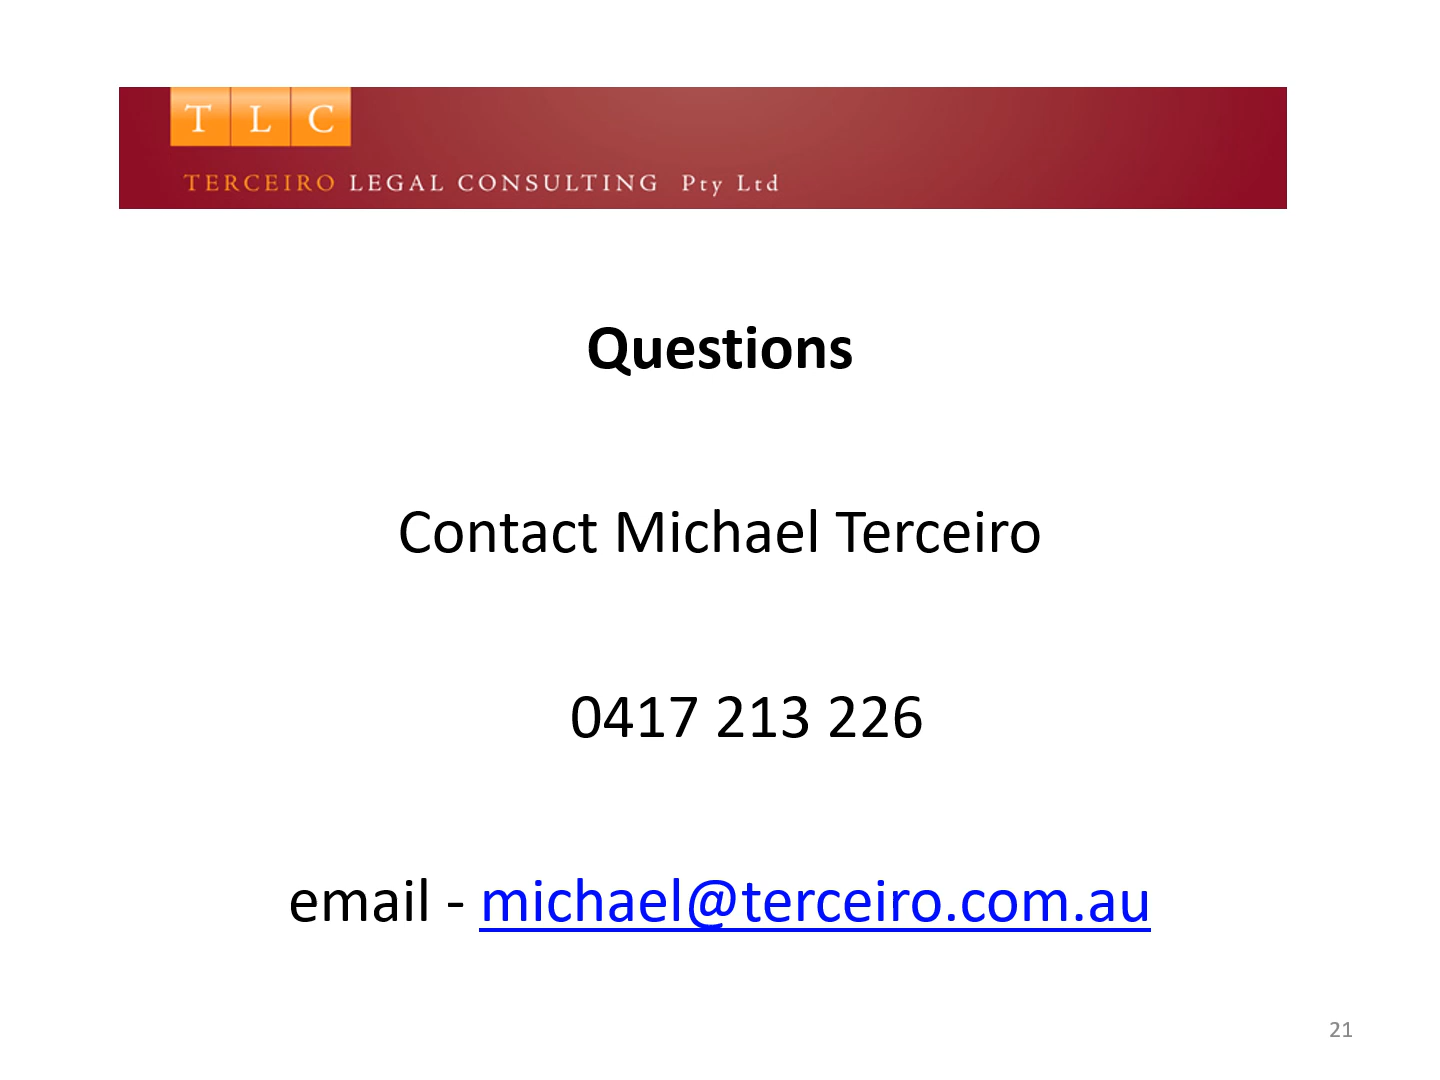 T L C
TERCEIRO LEGAL CONSULTING Pty Ltd
Questions
Contact Michael Terceiro
0417 213 226
email - michael@terceiro.com.au
21